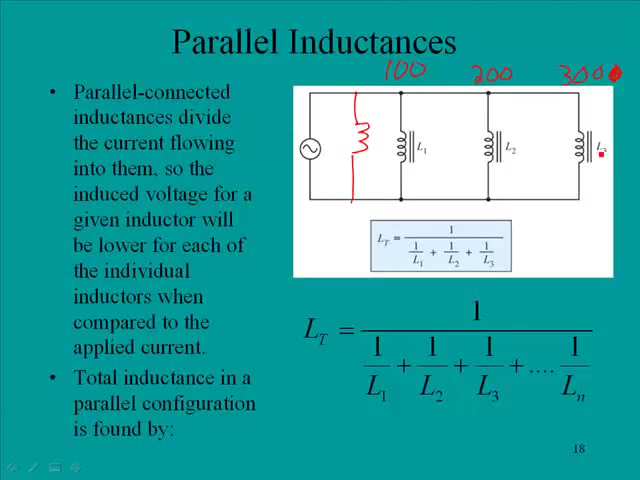 Parallel Inductances
100 200 300
• Parallel-connected
inductances divide
the current flowing
into them, so the
induced voltage for a
given inductor will
be lower for each of
the individual
inductors when
compared to the
applied current.
• Total inductance in a
parallel configuration
is found by:
L1 L2 L3
LT = 1 / (1/L1 + 1/L2 + 1/L3)
LT = 1 / (1/L1 + 1/L2 + 1/L3 + .... 1/Ln)
18